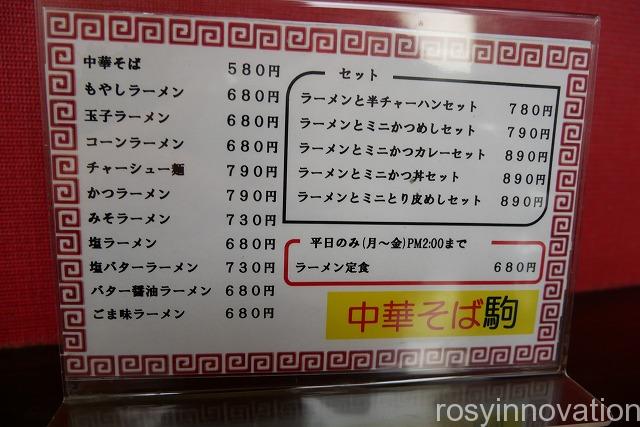 中華そば 580円
もやしラーメン 680円
玉子ラーメン 680円
コーンラーメン 680円
チャーシュー麺 790円
かつラーメン 790円
みそラーメン 730円
塩ラーメン 680円
塩バターラーメン 730円
バター醤油ラーメン 680円
ごま味ラーメン 680円
セット
ラーメンと半チャーハンセット 780円
ラーメンとミニかつめしセット 790円
ラーメンとミニかつカレーセット 890円
ラーメンとミニかつ丼セット 890円
ラーメンとミニとり皮めしセット 890円
平日のみ(月〜金)PM2:00まで
ラーメン定食 680円
中華そば駒
rosyinnovation